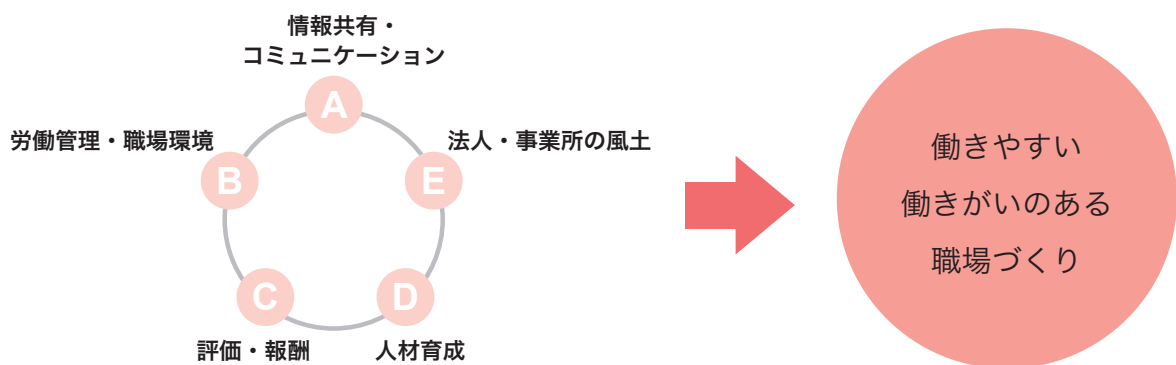 情報共有・
コミュニケーション
A
労働管理・職場環境
B
法人・事業所の風土
E
C
評価・報酬
D
人材育成
働きやすい
働きがいのある
職場づくり